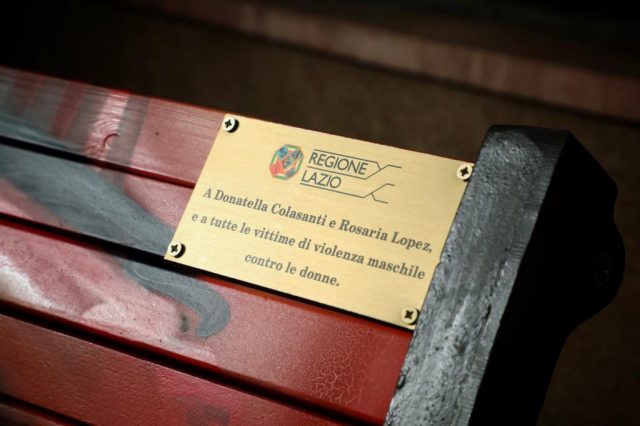 REGIONE
LAZIO
A Donatella Colasanti e Rosaria Lopez,
e a tutte le vittime di violenza maschile
contro le donne.